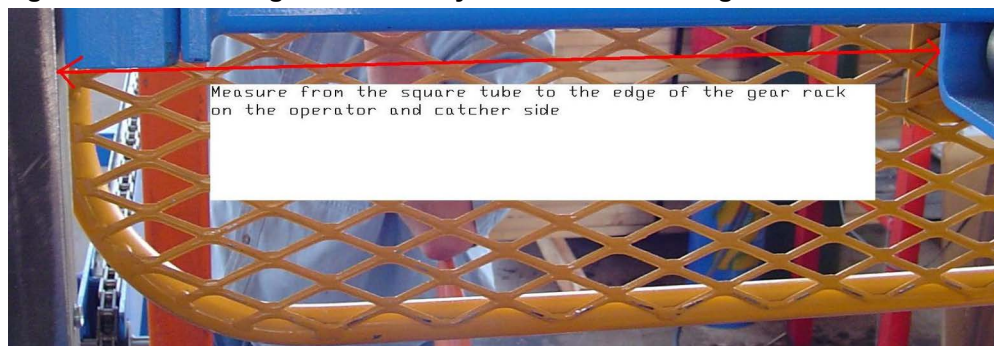 Measure from the square tube to the edge of the gear rack
on the operator and catcher side